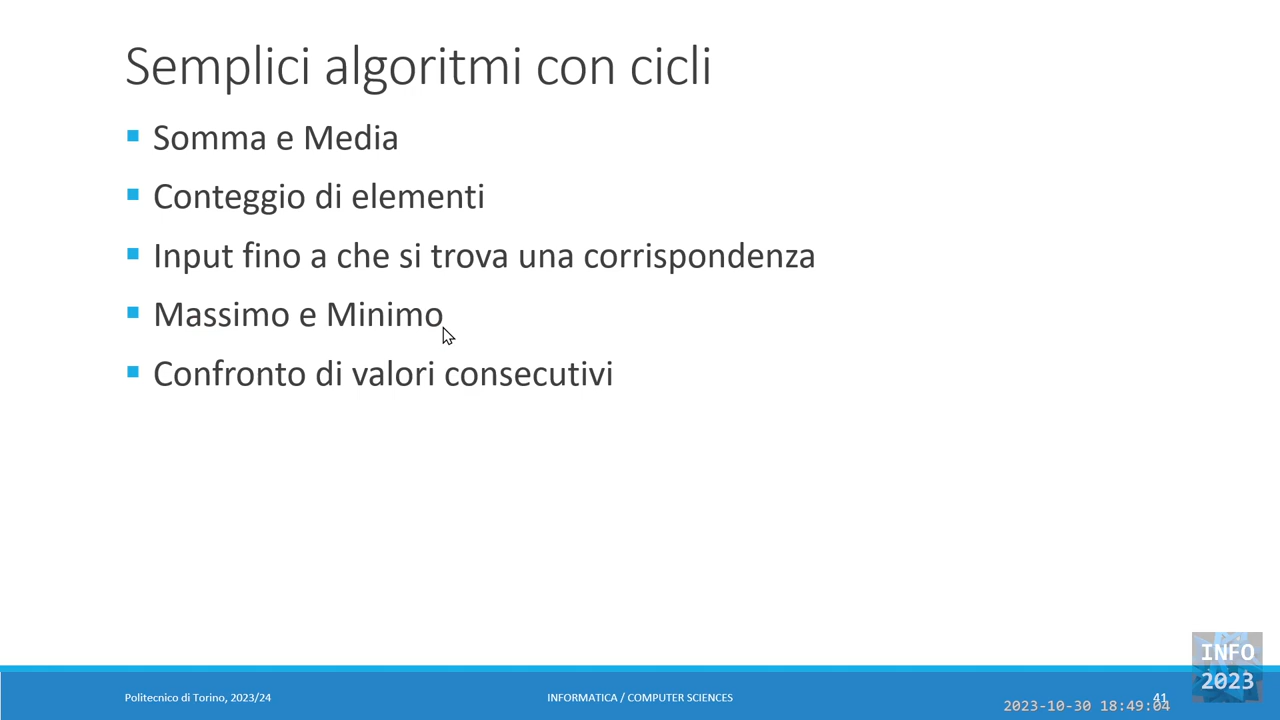 Semplici algoritmi con cicli
Somma e Media
Conteggio di elementi
Input fino a che si trova una corrispondenza
Massimo e Minimo
Confronto di valori consecutivi
INFO
2023
Politecnico di Torino, 2023/24
INFORMATICA / COMPUTER SCIENCES
41
2023-10-30 18:49:04